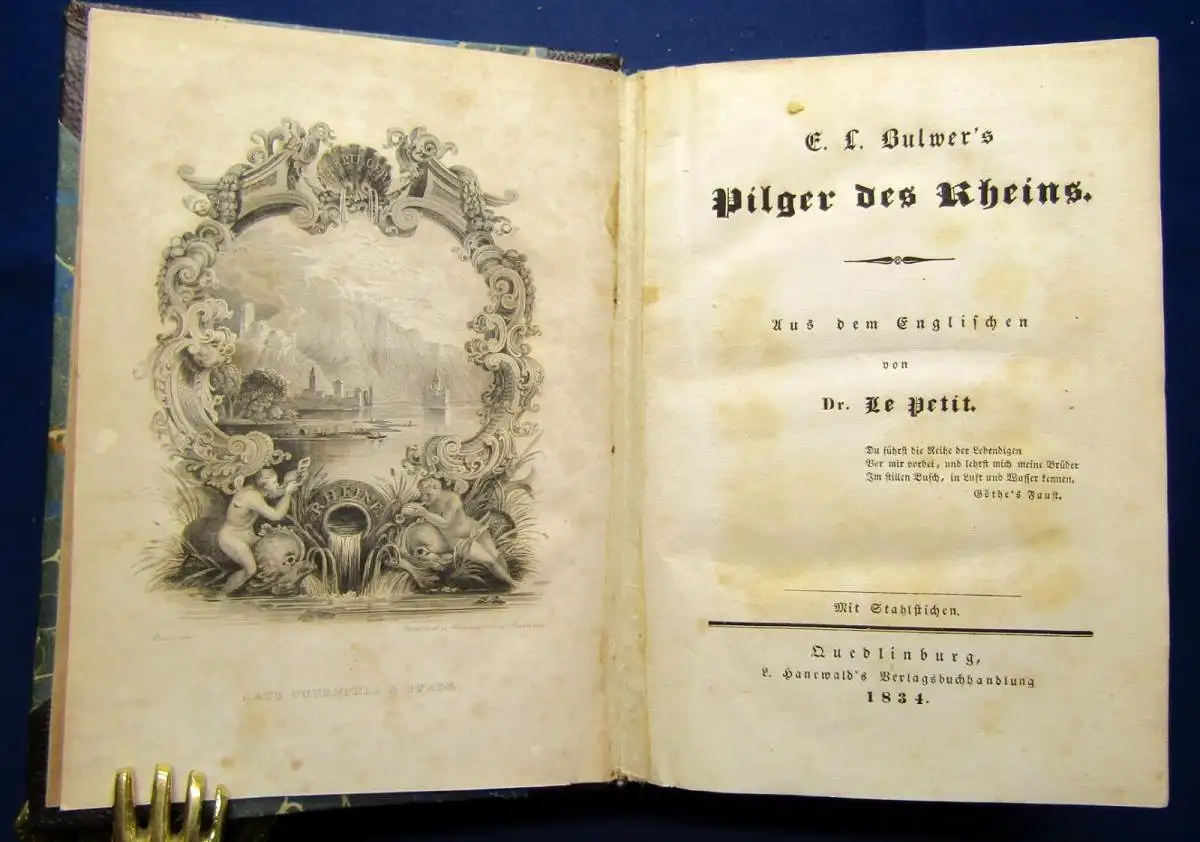 RHEIN
E. L. Bulwer's
Pilger des Rheins.
Aus dem Englischen
von
Dr. Le Petit.
Du führst die Reihe der Lebendigen
Vor mir vorbei, und lehrst mich meine Brüder
Im stillen Busch, in Luft und Wasser kennen.
Göthe's Faust.
Mit Stahlstichen.
Quedlinburg,
L. Hanewald's Verlagsbuchhandlung
1834.